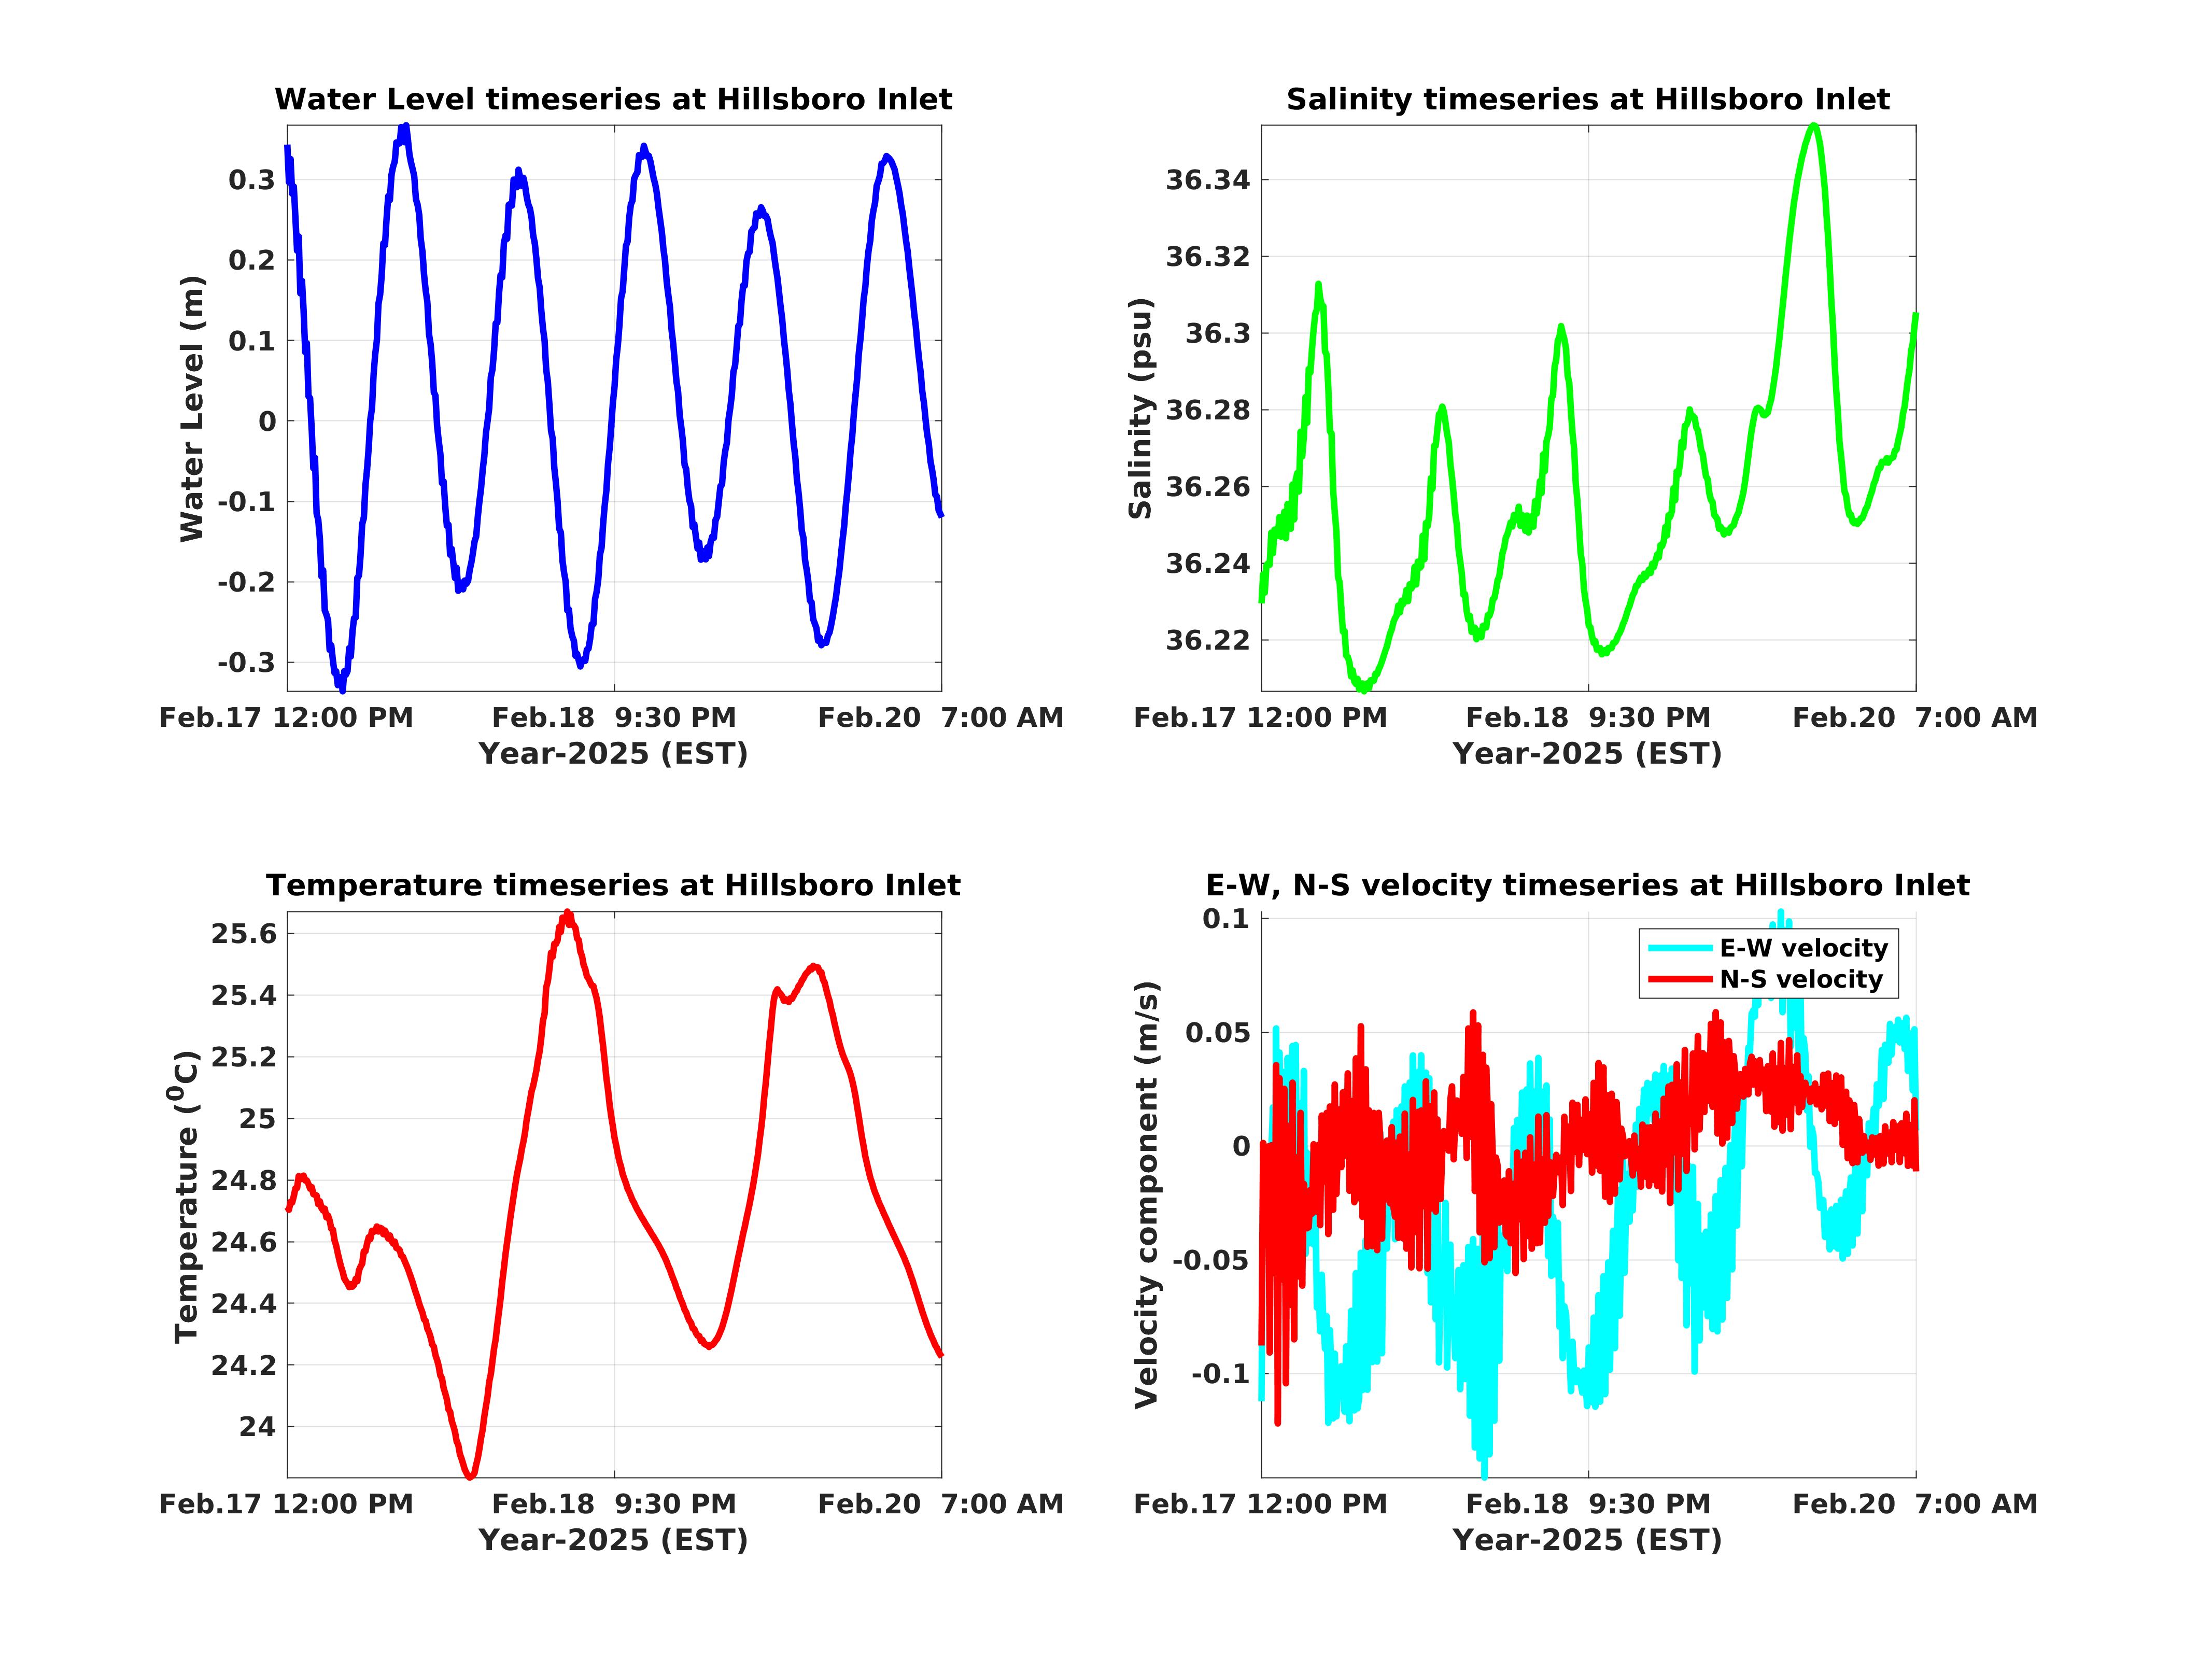 Water Level timeseries at Hillsboro Inlet
Water Level (m)
0.3
0.2
0.1
0
-0.1
-0.2
-0.3
Feb.17 12:00 PM Feb.18 9:30 PM Feb.20 7:00 AM
Year-2025 (EST)
Salinity timeseries at Hillsboro Inlet
Salinity (psu)
36.34
36.32
36.3
36.28
36.26
36.24
36.22
Feb.17 12:00 PM Feb.18 9:30 PM Feb.20 7:00 AM
Year-2025 (EST)
Temperature timeseries at Hillsboro Inlet
Temperature (⁰C)
25.6
25.4
25.2
25
24.8
24.6
24.4
24.2
24
Feb.17 12:00 PM Feb.18 9:30 PM Feb.20 7:00 AM
Year-2025 (EST)
E-W, N-S velocity timeseries at Hillsboro Inlet
Velocity component (m/s)
0.1
0.05
0
-0.05
-0.1
E-W velocity
N-S velocity
Feb.17 12:00 PM Feb.18 9:30 PM Feb.20 7:00 AM
Year-2025 (EST)